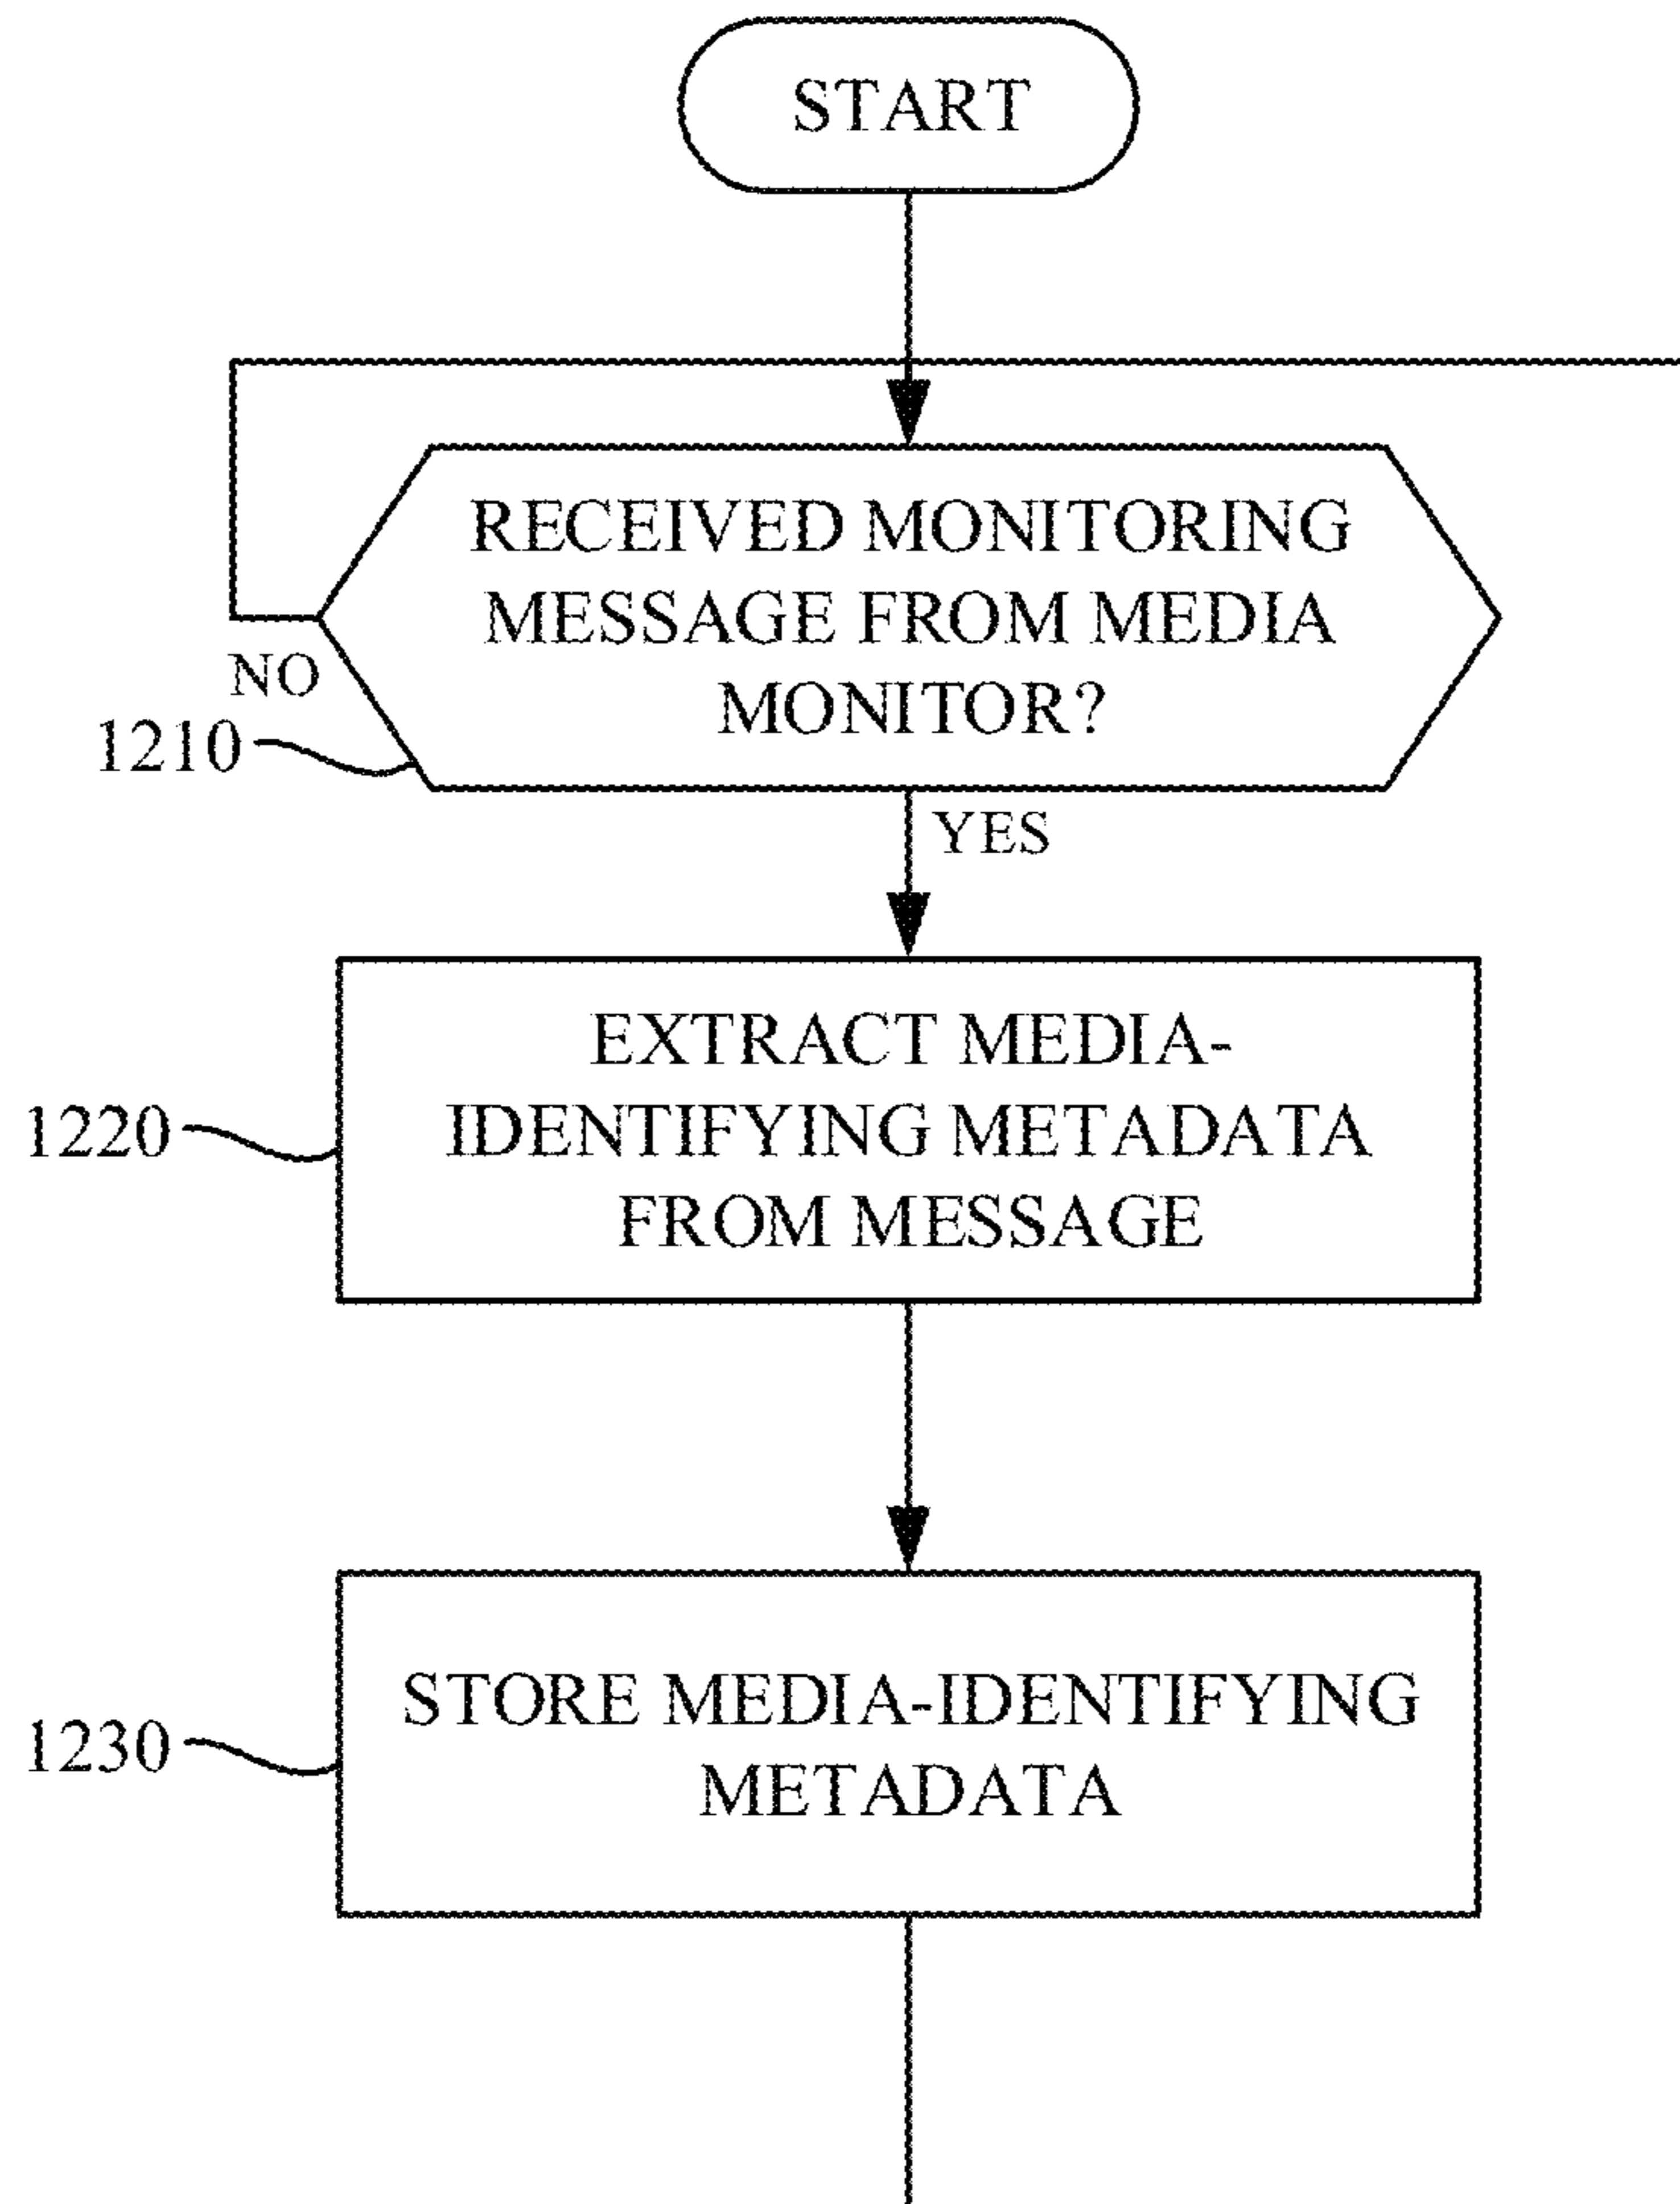 START
RECEIVED MONITORING
MESSAGE FROM MEDIA
MONITOR?
NO
1210
YES
EXTRACT MEDIA-
IDENTIFYING METADATA
FROM MESSAGE
1220
STORE MEDIA-IDENTIFYING
METADATA
1230